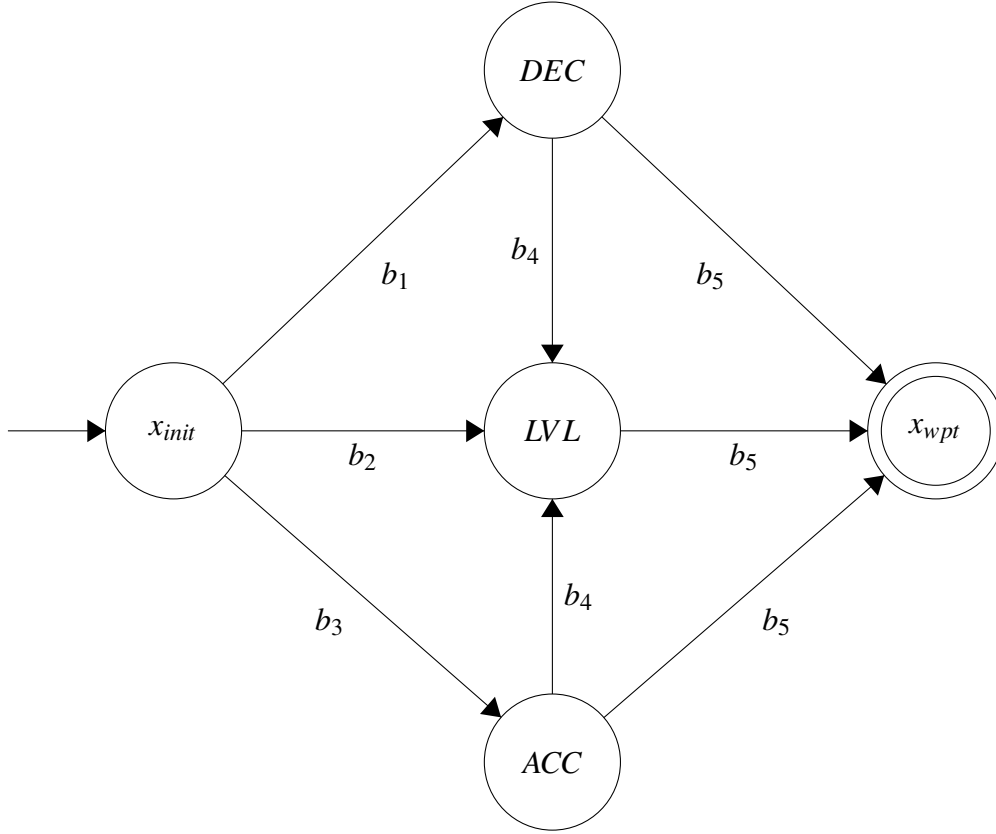 DEC
b₄
b₁
b₅
x_init
LVL
x_wpt
b₂
b₅
b₄
b₃
b₅
ACC